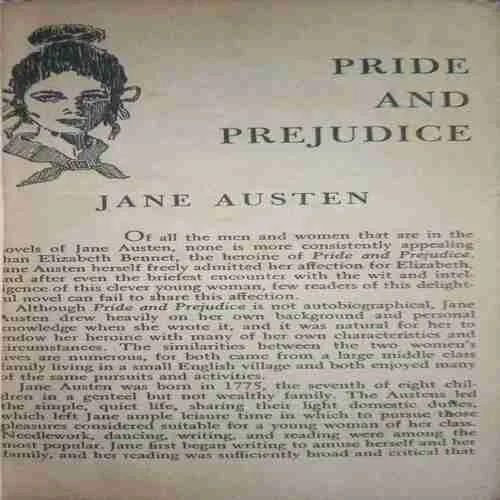 PRIDE
AND
PREJUDICE
JANE AUSTEN
Of all the men and women that are in the
ovels of Jane Austen, none is more consistently appealing
han Elizabeth Bennet, the heroine of Pride and Prejudice.
ane Austen herself freely admitted her affection for Elizabeth,
nd after even the briefest encounter with the wit and intel-
igence of this clever young woman, few readers of this delight-
ul novel can fail to share this affection.
Although Pride and Prejudice is not autobiographical, Jane
Austen drew heavily on her own background and personal
knowledge when she wrote it, and it was natural for her to
endow her heroine with many of her own characteristics and
circumstances. The similarities between the two women's
ives are numerous, for both came from a large middle class
family living in a small English village and both enjoyed many
of the same pursuits and activities.
Jane Austen was born in 1775, the seventh of eight chil-
dren in a genteel but not wealthy family. The Austens led
the simple, quiet life, sharing their light domestic duties,
which left Jane ample leisure time in which to pursue those
pleasures considered suitable for a young woman of her class.
Needlework, dancing, writing, and reading were among the
most popular. Jane first began writing to amuse herself and her
family, and her reading was sufficiently broad and critical that